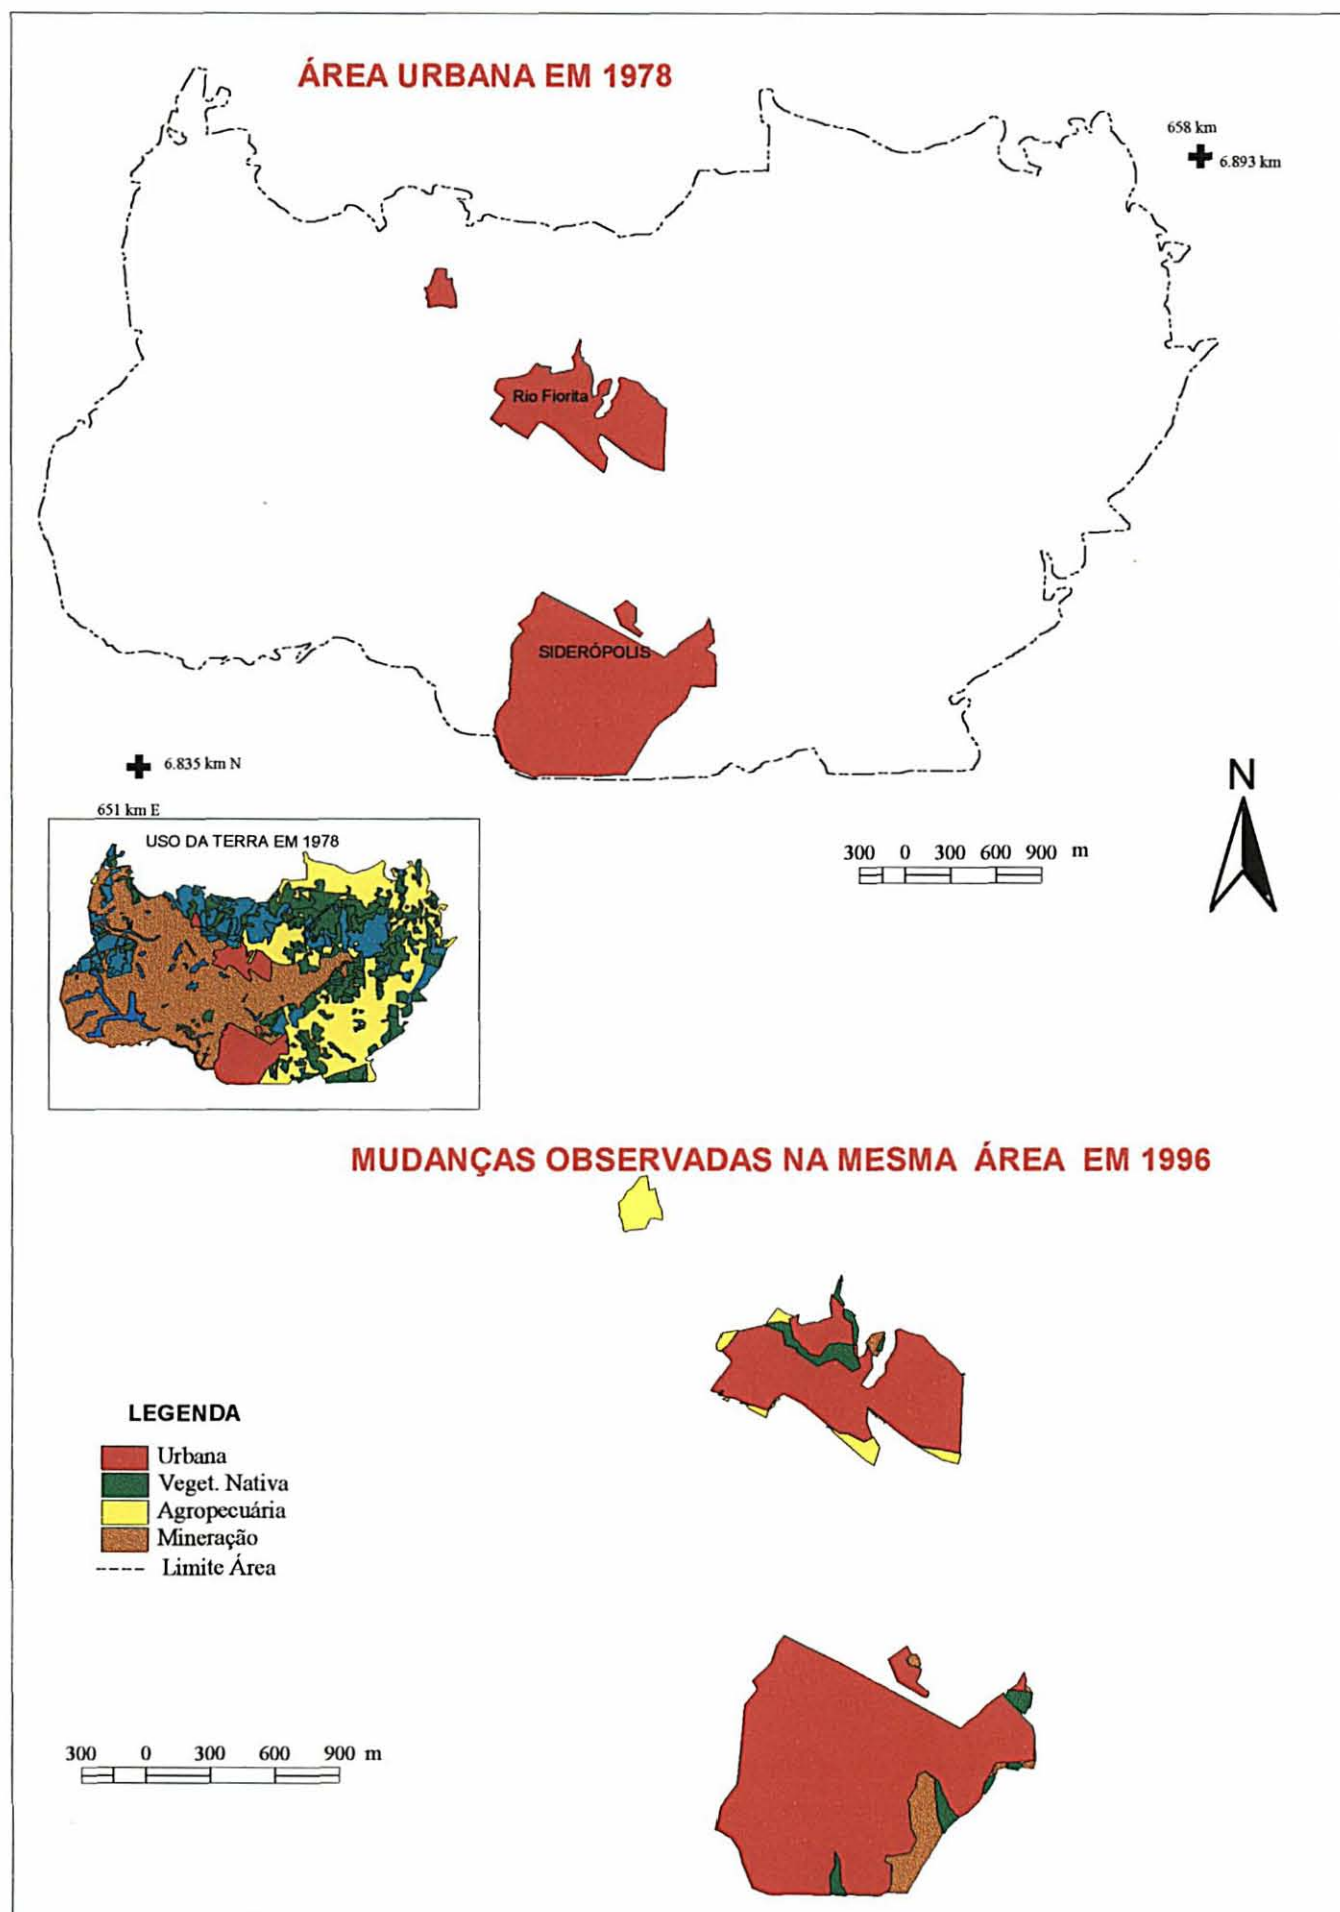 ÁREA URBANA EM 1978
658 km
6.893 km
Rio Fiorita
SIDERÓPOLIS
6.835 km N
651 km E
USO DA TERRA EM 1978
N
300 0 300 600 900 m
MUDANÇAS OBSERVADAS NA MESMA ÁREA EM 1996
LEGENDA
Urbana
Veget. Nativa
Agropecuária
Mineração
Limite Área
300 0 300 600 900 m